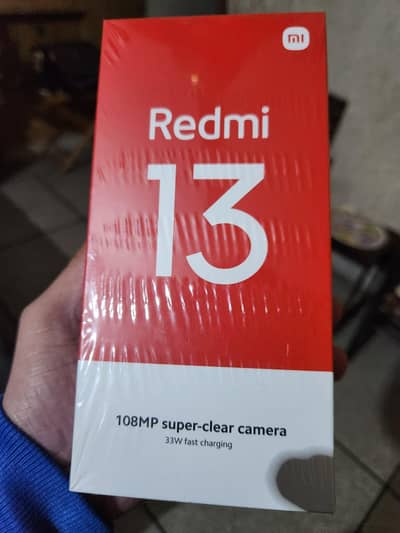 mi
Redmi
13
108MP super-clear camera
33W fast charging